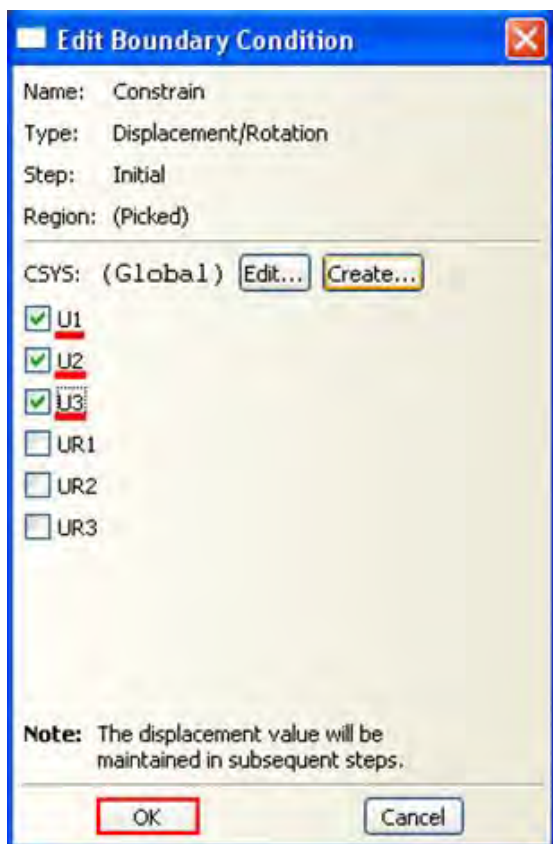 Edit Boundary Condition
Name: Constrain
Type: Displacement/Rotation
Step: Initial
Region: (Picked)
CSYS: (Global) Edit... Create...
U1
U2
U3
UR1
UR2
UR3
Note: The displacement value will be
maintained in subsequent steps.
OK Cancel